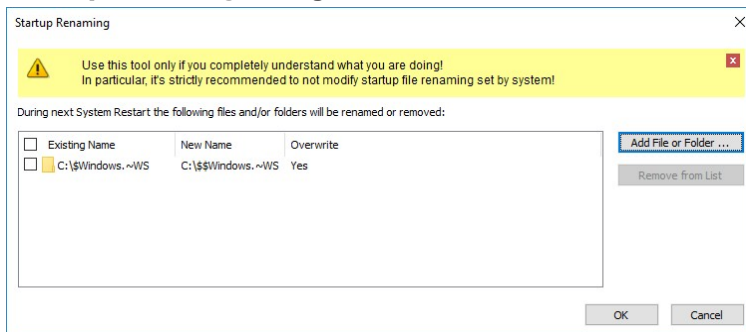 Startup Renaming
Use this tool only if you completely understand what you are doing!
In particular, it's strictly recommended to not modify startup file renaming set by system!
During next System Restart the following files and/or folders will be renamed or removed:
Existing Name New Name Overwrite
C:\$Windows.~WS C:\$$Windows.~WS Yes
Add File or Folder ...
Remove from List
OK Cancel